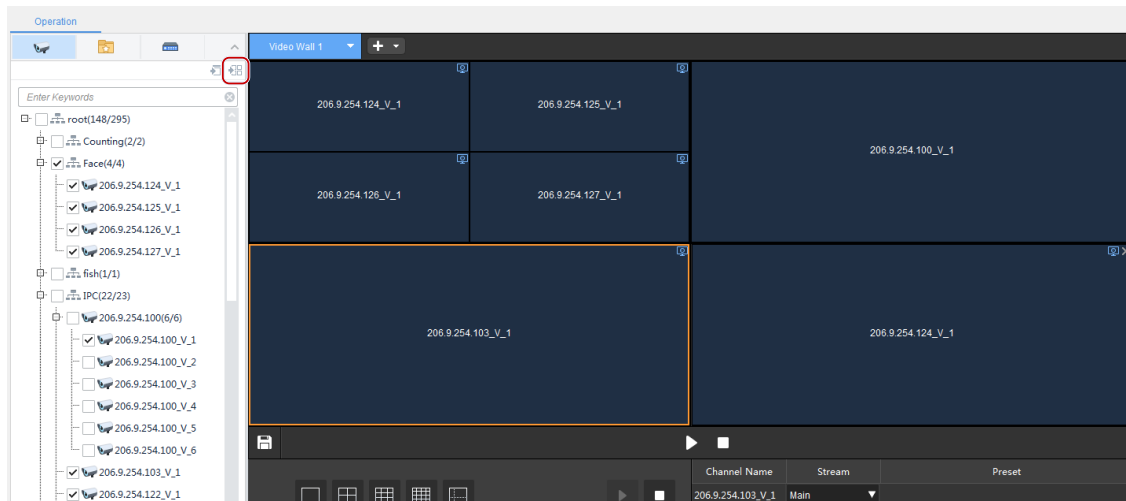 Operation
Video Wall 1
Enter Keywords
root(148/295)
Counting(2/2)
Face(4/4)
206.9.254.124_V_1
206.9.254.125_V_1
206.9.254.126_V_1
206.9.254.127_V_1
fish(1/1)
IPC(22/23)
206.9.254.100(6/6)
206.9.254.100_V_1
206.9.254.100_V_2
206.9.254.100_V_3
206.9.254.100_V_4
206.9.254.100_V_5
206.9.254.100_V_6
206.9.254.103_V_1
206.9.254.122_V_1
206.9.254.124_V_1
206.9.254.125_V_1
206.9.254.100_V_1
206.9.254.126_V_1
206.9.254.127_V_1
206.9.254.103_V_1
206.9.254.124_V_1
Channel Name Stream Preset
206.9.254.103_V_1 Main